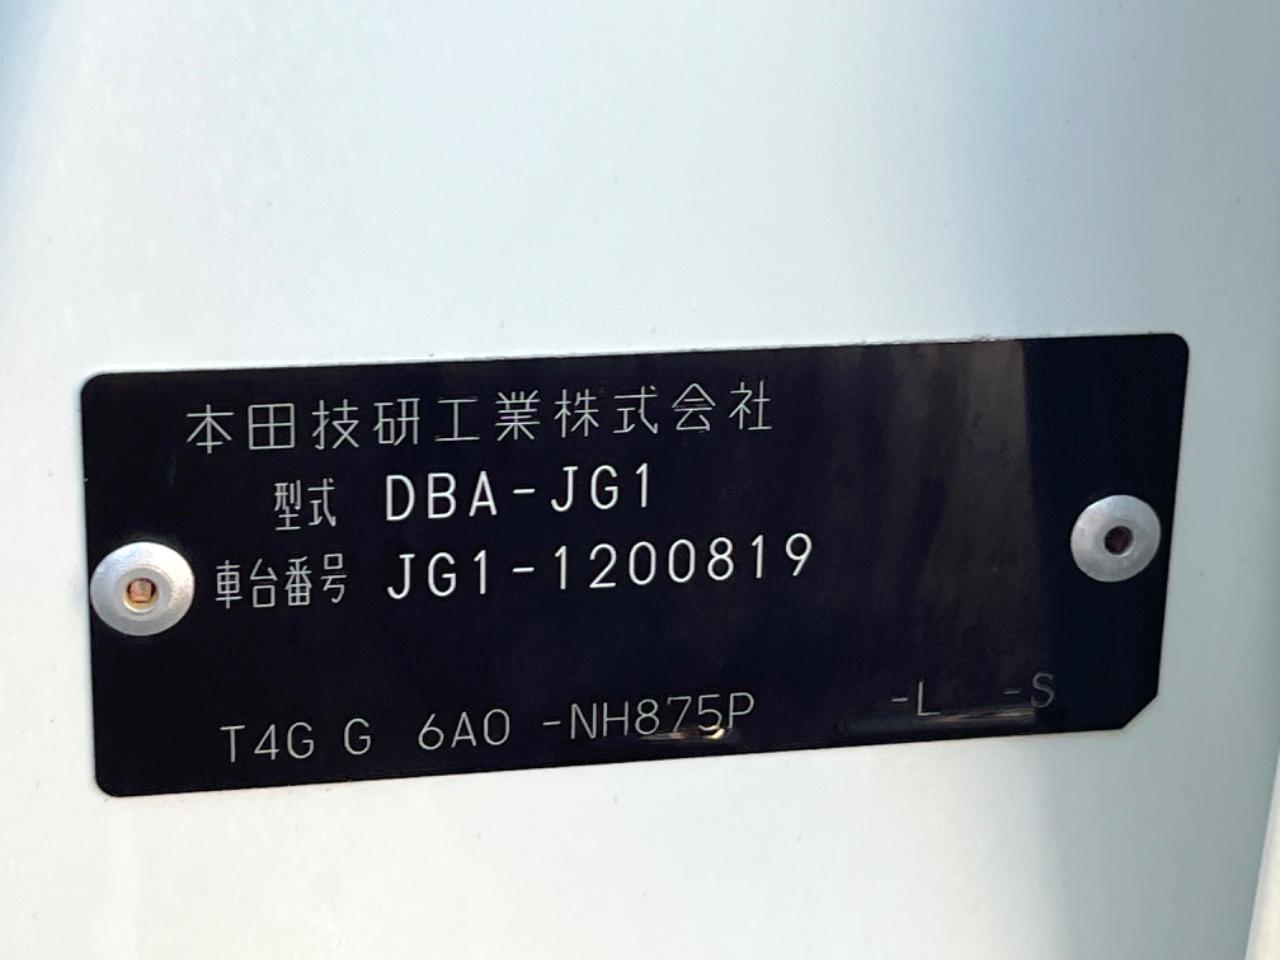 本田技研工業株式会社
型式 DBA-JG1
車台番号 JG1-1200819
T4G G 6A0 -NH875P -L -S